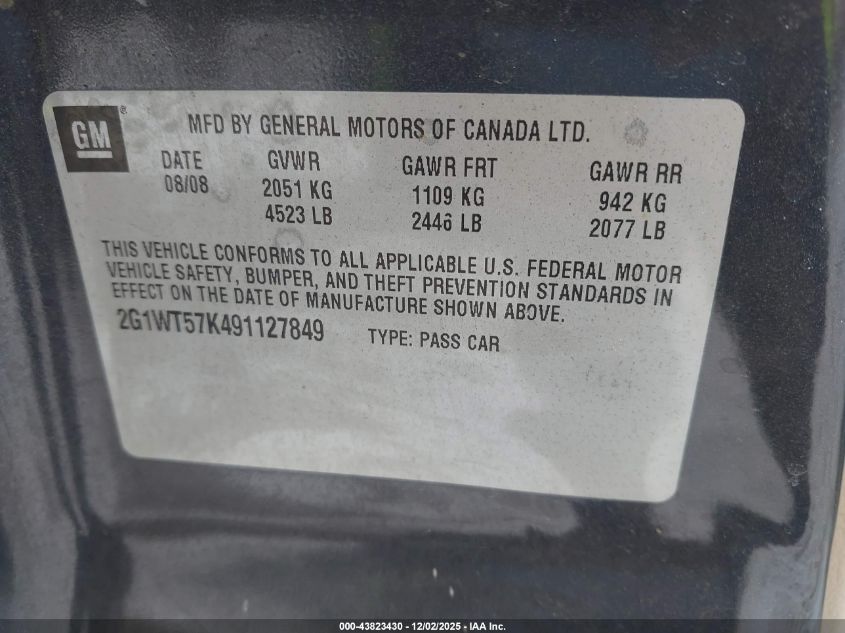 GM
®
MFD BY GENERAL MOTORS OF CANADA LTD.
DATE GVWR GAWR FRT GAWR RR
08/08 2051 KG 1109 KG 942 KG
4523 LB 2446 LB 2077 LB
THIS VEHICLE CONFORMS TO ALL APPLICABLE U.S. FEDERAL MOTOR
VEHICLE SAFETY, BUMPER, AND THEFT PREVENTION STANDARDS IN
EFFECT ON THE DATE OF MANUFACTURE SHOWN ABOVE.
2G1WT57K491127849 TYPE: PASS CAR
000-43823430 - 12/02/2025 - IAA Inc.